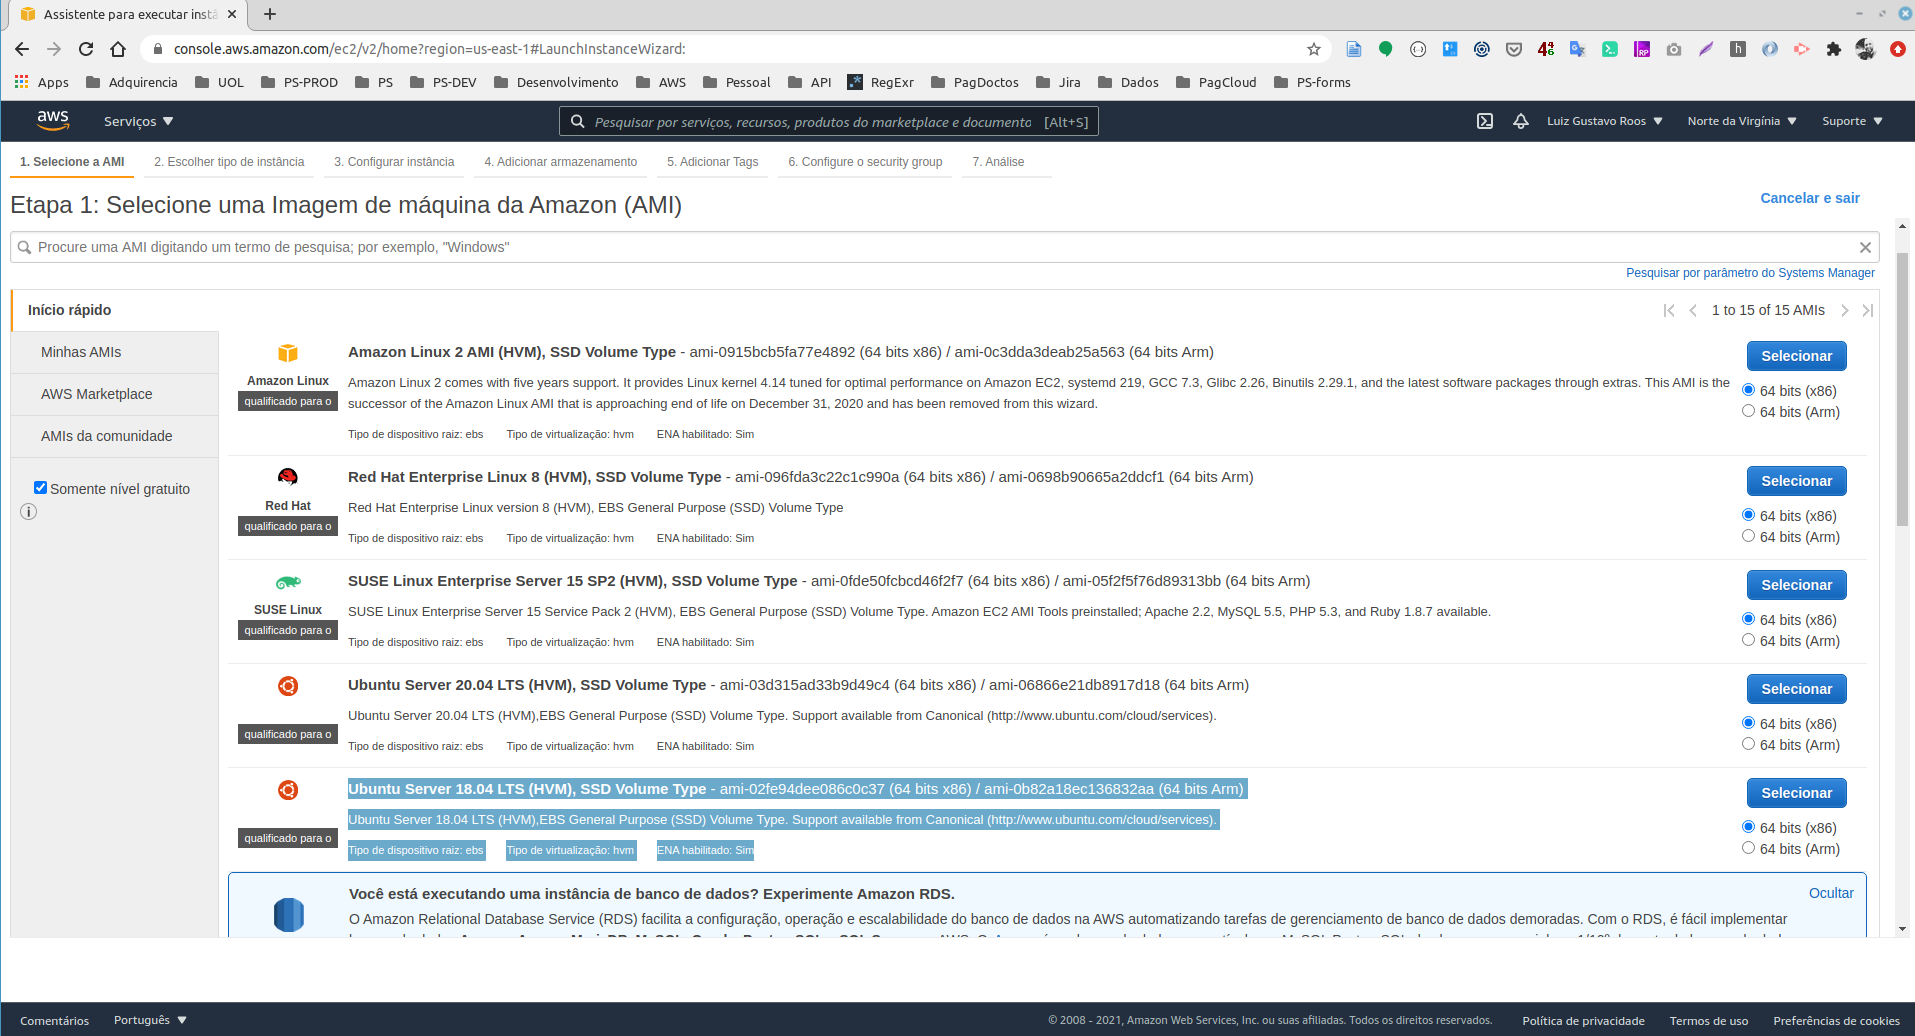 Assistente para executar instâ
console.aws.amazon.com/ec2/v2/home?region=us-east-1#LaunchInstanceWizard:
Apps Adquirencia UOL PS-PROD PS PS-DEV Desenvolvimento AWS Pessoal API RegExr PagDoctos Jira Dados PagCloud PS-forms
aws Serviços Pesquisar por serviços, recursos, produtos do marketplace e documento [Alt+S] Luiz Gustavo Roos Norte da Virgínia Suporte
1. Selecione a AMI 2. Escolher tipo de instância 3. Configurar instância 4. Adicionar armazenamento 5. Adicionar Tags 6. Configure o security group 7. Análise
Etapa 1: Selecione uma Imagem de máquina da Amazon (AMI)
Cancelar e sair
Procure uma AMI digitando um termo de pesquisa; por exemplo, "Windows"
Pesquisar por parâmetro do Systems Manager
Início rápido
1 to 15 of 15 AMIs
Minhas AMIs
AWS Marketplace
AMIs da comunidade
Somente nível gratuito
Amazon Linux
qualificado para o
Amazon Linux 2 AMI (HVM), SSD Volume Type - ami-0915bcb5fa77e4892 (64 bits x86) / ami-0c3dda3deab25a563 (64 bits Arm)
Amazon Linux 2 comes with five years support. It provides Linux kernel 4.14 tuned for optimal performance on Amazon EC2, systemd 219, GCC 7.3, Glibc 2.26, Binutils 2.29.1, and the latest software packages through extras. This AMI is the
successor of the Amazon Linux AMI that is approaching end of life on December 31, 2020 and has been removed from this wizard.
Tipo de dispositivo raiz: ebs Tipo de virtualização: hvm ENA habilitado: Sim
Selecionar
64 bits (x86)
64 bits (Arm)
Red Hat
qualificado para o
Red Hat Enterprise Linux 8 (HVM), SSD Volume Type - ami-096fda3c22c1c990a (64 bits x86) / ami-0698b90665a2ddcf1 (64 bits Arm)
Red Hat Enterprise Linux version 8 (HVM), EBS General Purpose (SSD) Volume Type
Tipo de dispositivo raiz: ebs Tipo de virtualização: hvm ENA habilitado: Sim
Selecionar
64 bits (x86)
64 bits (Arm)
SUSE Linux
qualificado para o
SUSE Linux Enterprise Server 15 SP2 (HVM), SSD Volume Type - ami-0fde50fcbcd46f2f7 (64 bits x86) / ami-05f2f5f76d89313bb (64 bits Arm)
SUSE Linux Enterprise Server 15 Service Pack 2 (HVM), EBS General Purpose (SSD) Volume Type. Amazon EC2 AMI Tools preinstalled; Apache 2.2, MySQL 5.5, PHP 5.3, and Ruby 1.8.7 available.
Tipo de dispositivo raiz: ebs Tipo de virtualização: hvm ENA habilitado: Sim
Selecionar
64 bits (x86)
64 bits (Arm)
qualificado para o
Ubuntu Server 20.04 LTS (HVM), SSD Volume Type - ami-03d315ad33b9d49c4 (64 bits x86) / ami-06866e21db8917d18 (64 bits Arm)
Ubuntu Server 20.04 LTS (HVM),EBS General Purpose (SSD) Volume Type. Support available from Canonical (http://www.ubuntu.com/cloud/services).
Tipo de dispositivo raiz: ebs Tipo de virtualização: hvm ENA habilitado: Sim
Selecionar
64 bits (x86)
64 bits (Arm)
qualificado para o
Ubuntu Server 18.04 LTS (HVM), SSD Volume Type - ami-02fe94dee086c0c37 (64 bits x86) / ami-0b82a18ec136832aa (64 bits Arm)
Ubuntu Server 18.04 LTS (HVM),EBS General Purpose (SSD) Volume Type. Support available from Canonical (http://www.ubuntu.com/cloud/services).
Tipo de dispositivo raiz: ebs Tipo de virtualização: hvm ENA habilitado: Sim
Selecionar
64 bits (x86)
64 bits (Arm)
Você está executando uma instância de banco de dados? Experimente Amazon RDS.
Ocultar
O Amazon Relational Database Service (RDS) facilita a configuração, operação e escalabilidade do banco de dados na AWS automatizando tarefas de gerenciamento de banco de dados demoradas. Com o RDS, é fácil implementar
Comentários Português © 2008 - 2021, Amazon Web Services, Inc. ou suas afiliadas. Todos os direitos reservados. Política de privacidade Termos de uso Preferências de cookies